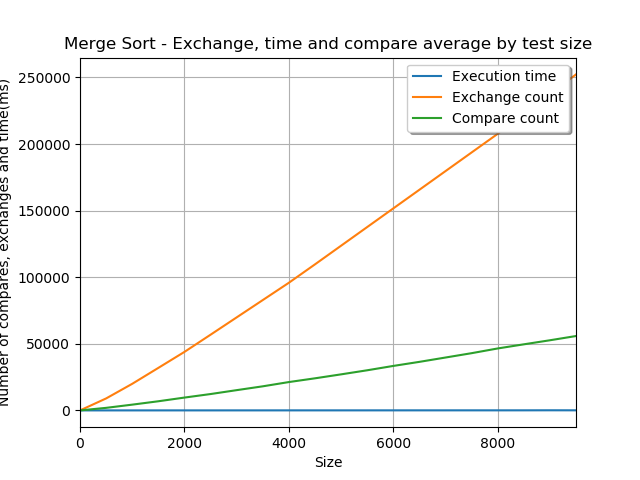 Merge Sort - Exchange, time and compare average by test size
Number of compares, exchanges and time(ms)
250000
200000
150000
100000
50000
0
Execution time
Exchange count
Compare count
0 2000 4000 6000 8000
Size